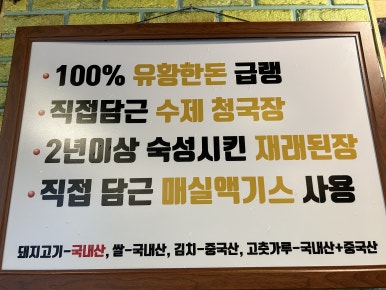 • 100% 유황한돈 급랭
• 직접담근 수제 청국장
• 2년이상 숙성시킨 재래된장
• 직접 담근 매실액기스 사용
돼지고기-국내산, 쌀-국내산, 김치-중국산, 고춧가루-국내산+중국산